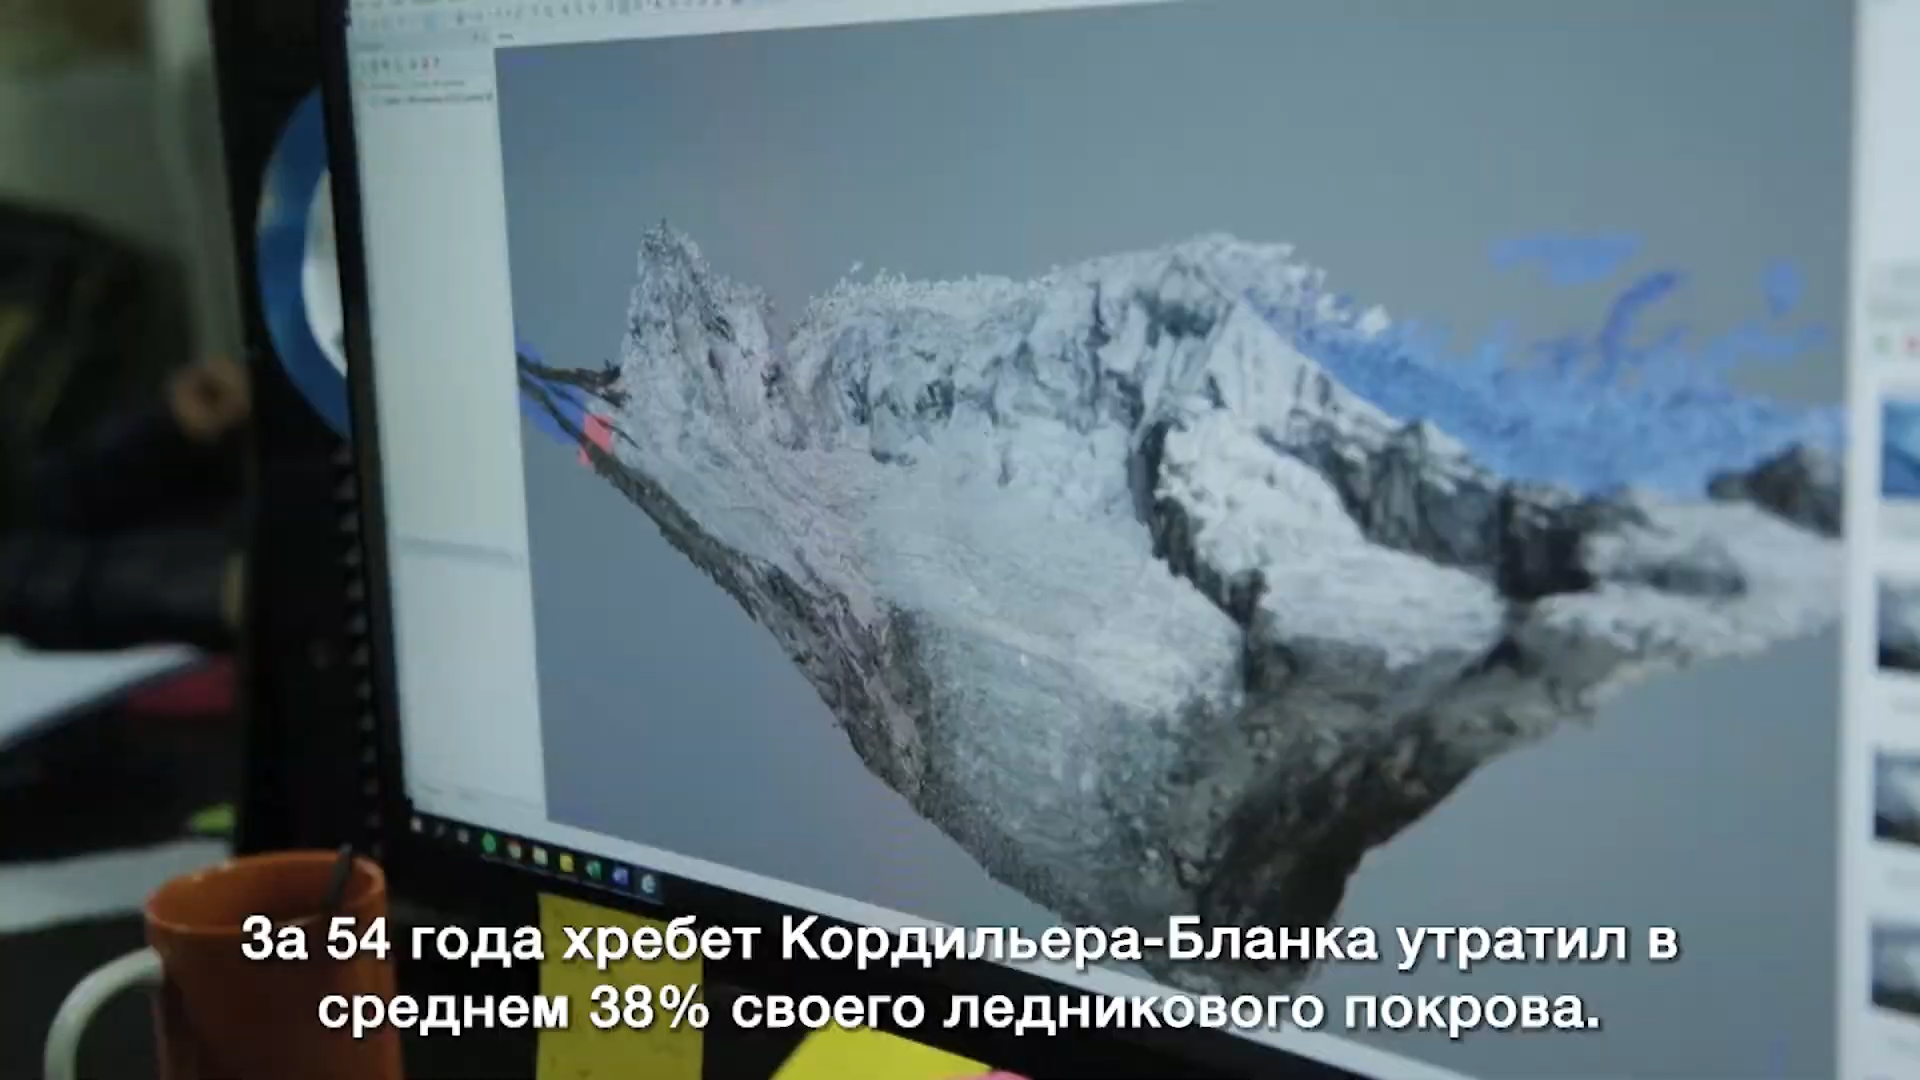 За 54 года хребет Кордильера-Бланка утратил в
среднем 38% своего ледникового покрова.